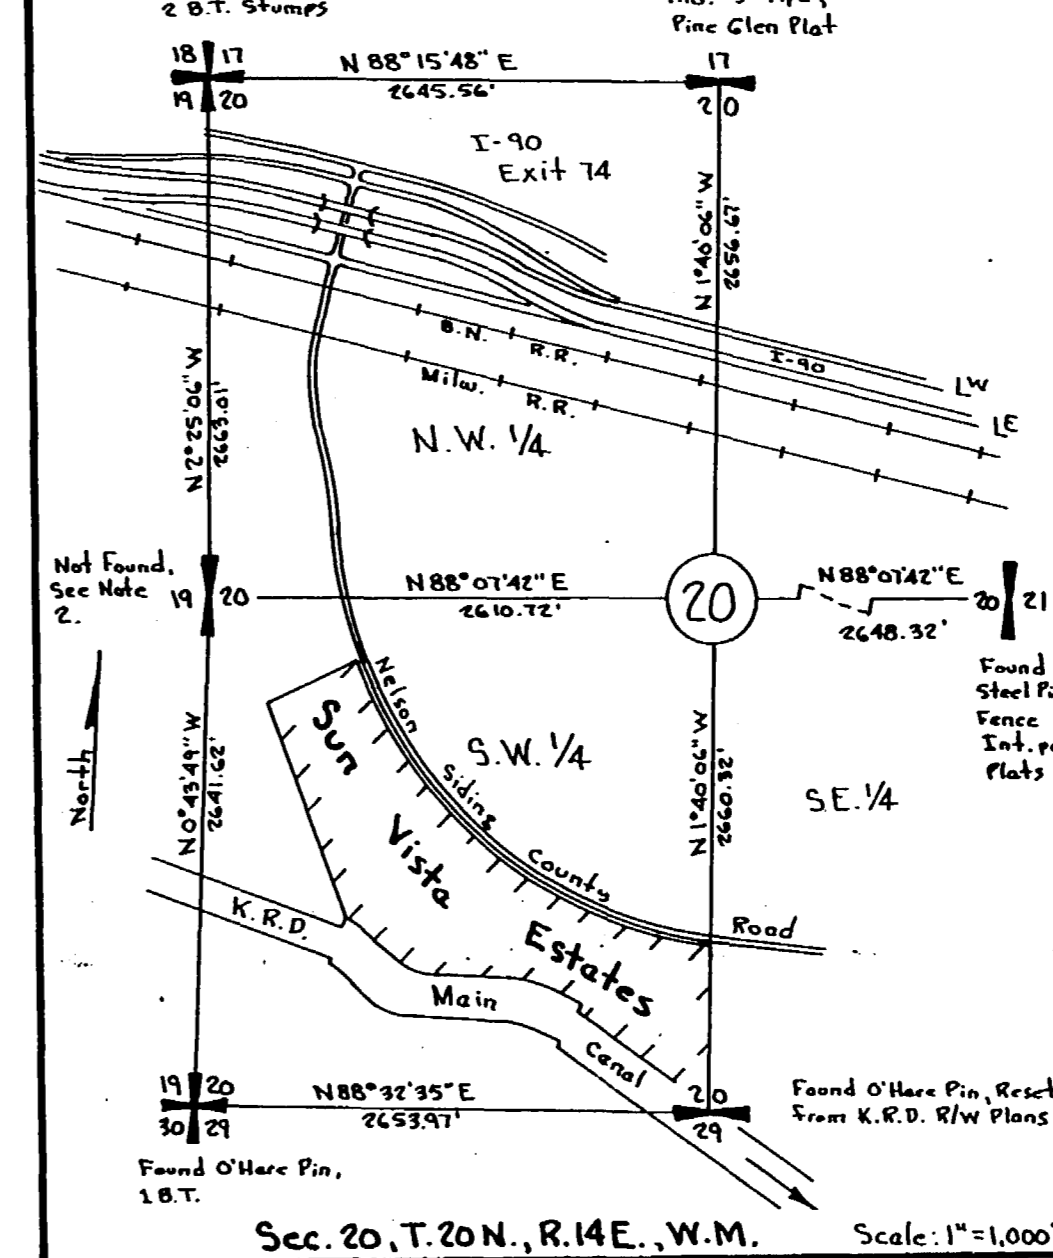 2 B.T. Stumps
Pine Glen Plat
18 17
19 20
N 88° 15' 48" E
2645.56'
17
20
I-90
Exit 74
N 1° 40' 06" W
2656.67'
B.N. R.R.
I-90
LW
LE
Milw. R.R.
N 2° 25' 06" W
2663.01'
N.W. 1/4
Not Found,
See Note
2.
19 20
N 88° 07' 42" E
2610.72'
20
N 88° 07' 42" E
2648.32'
20 21
Found
Steel Pi
Fence
Int. p
Plats
North
N 0° 43' 49" W
2641.62'
Sun
Vista
Estates
Nelson
Siding
County
Road
S.W. 1/4
N 1° 40' 06" W
2660.32'
S.E. 1/4
K.R.D.
Main
Canal
19 20
30 29
N 88° 32' 35" E
2653.97'
20
29
Found O'Hare Pin, Reset
from K.R.D. R/W Plans
Found O'Hare Pin,
1 B.T.
Sec. 20, T. 20 N., R. 14 E., W.M.
Scale: 1" = 1,000'